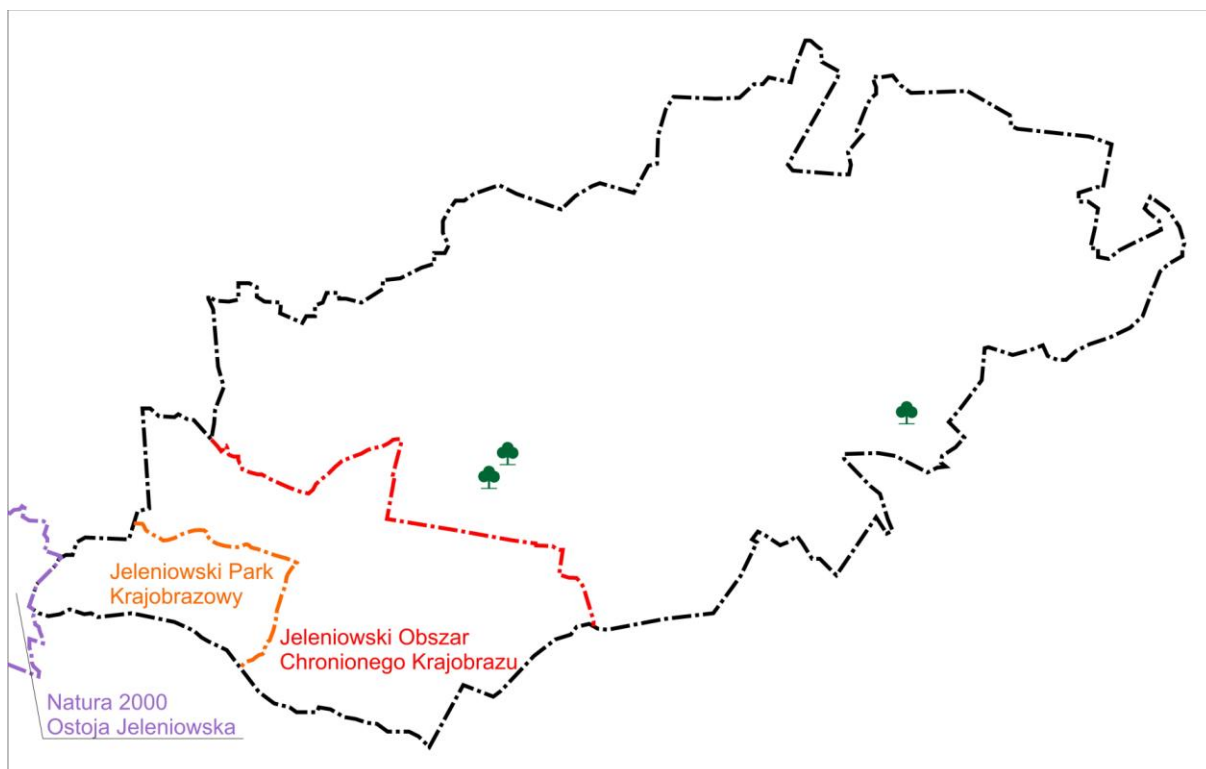 Jeleniowski Park
Krajobrazowy
Jeleniowski Obszar
Chronionego Krajobrazu
Natura 2000
Ostoja Jeleniowska